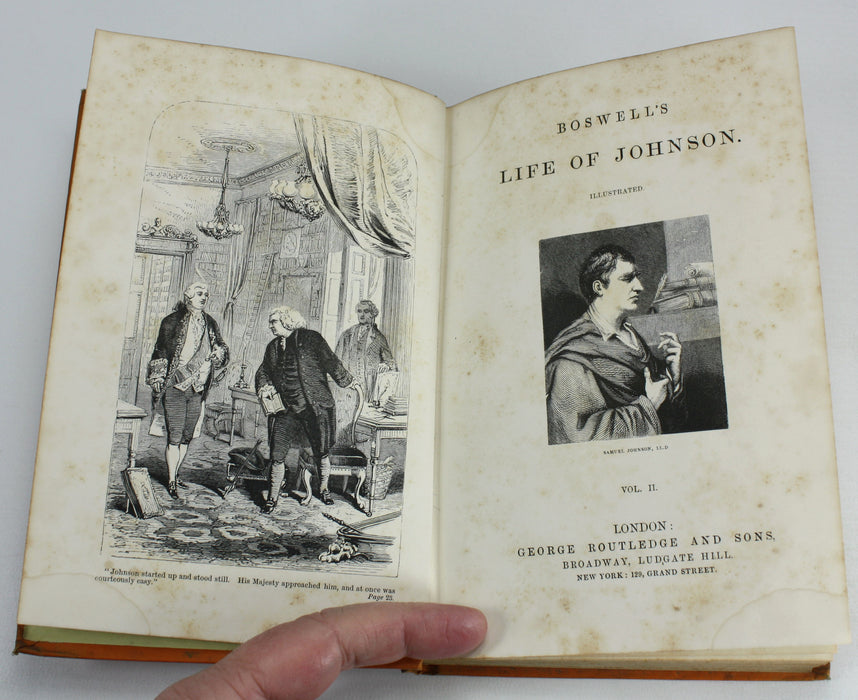 "Johnson started up and stood still. His Majesty approached him, and at once was
courteously easy."
Page 25.
BOSWELL'S
LIFE OF JOHNSON.
ILLUSTRATED.
SAMUEL JOHNSON, LL.D
VOL. II.
LONDON:
GEORGE ROUTLEDGE AND SONS,
BROADWAY, LUDGATE HILL.
NEW YORK: 129, GRAND STREET.